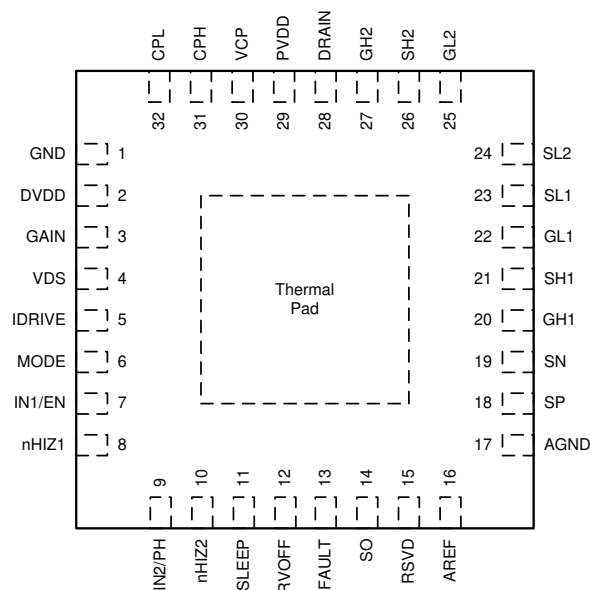 CPL CPH VCP PVDD DRAIN GH2 SH2 GL2
32 31 30 29 28 27 26 25
GND 1 24 SL2
DVDD 2 23 SL1
GAIN 3 22 GL1
VDS 4 21 SH1
Thermal
Pad
IDRIVE 5 20 GH1
MODE 6 19 SN
IN1/EN 7 18 SP
nHIZ1 8 17 AGND
9 10 11 12 13 14 15 16
IN2/PH nHIZ2 SLEEP RVOFF FAULT SO RSVD AREF